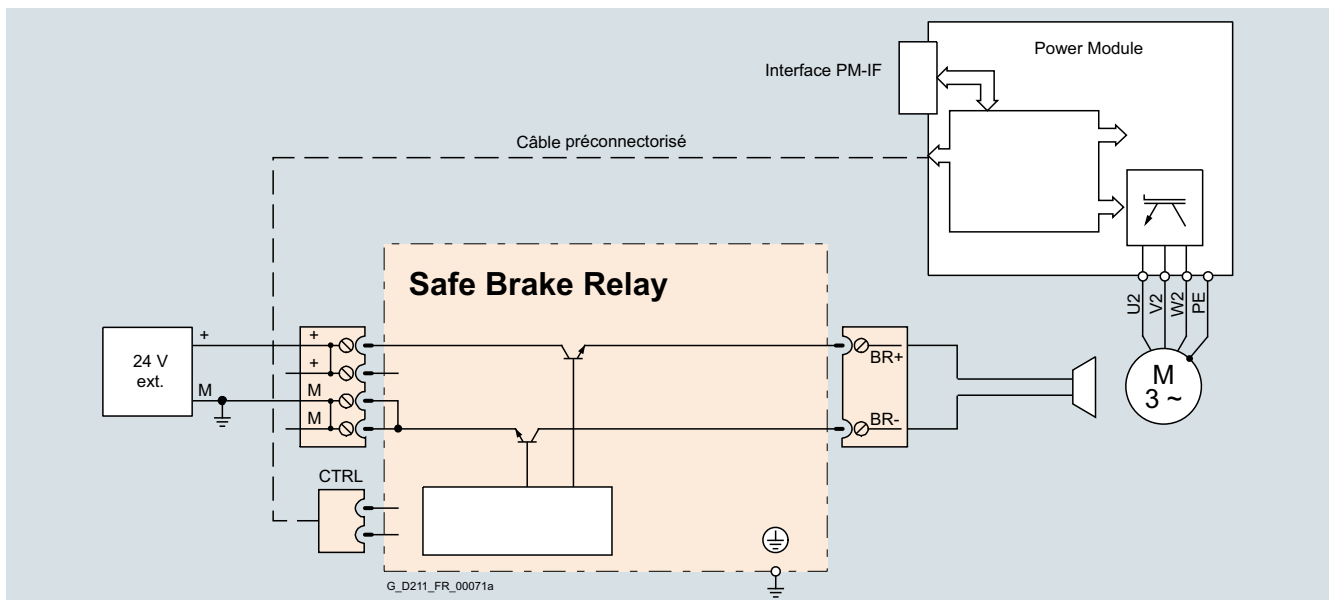 Power Module
Interface PM-IF
Câble préconnectorisé
Safe Brake Relay
U2
V2
W2
PE
24 V
ext.
+
M
+
+
M
M
BR+
BR-
M
3 ~
CTRL
G_D211_FR_00071a